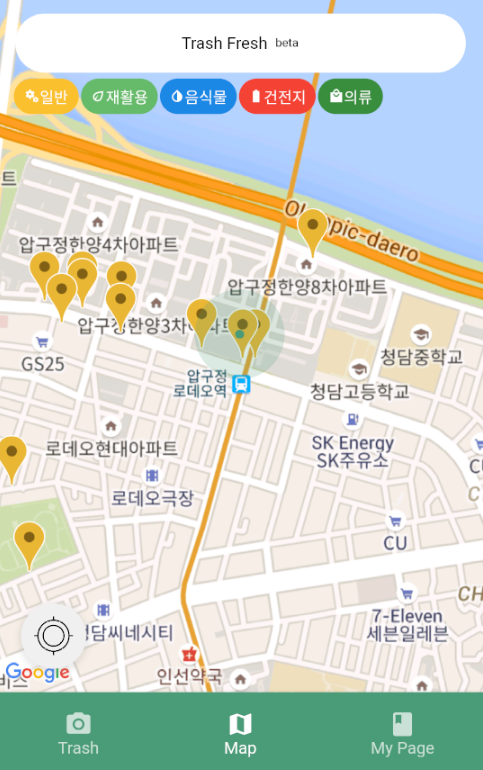 Trash Fresh beta
일반 재활용 음식물 건전지 의류
트
Olympic-daero
압구정한양4차아파트
압구정한양8차아파트
압구정한양3차아파트
GS25
청담중학교
압구정
로데오역
청담고등학교
SK Energy
SK주유소
로데오현대아파트
로데오극장
CU
7-Eleven
세븐일레븐
CH
청담씨네시티
Google
비스
인선약국
Trash Map My Page